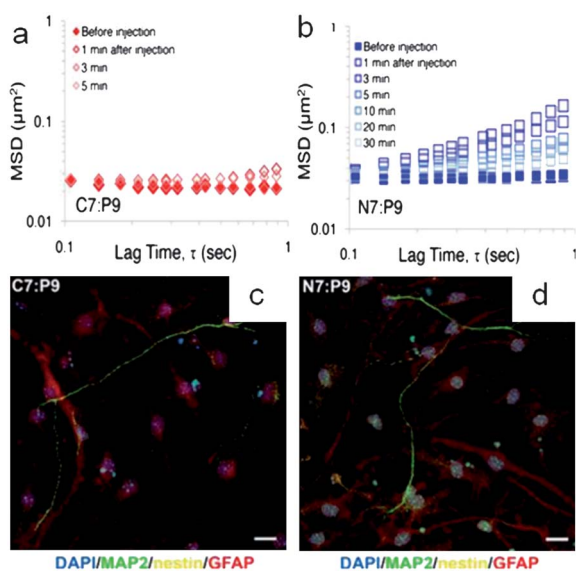 a
1
0.1
0.01
MSD (µm²)
Before injection
1 min after injection
3 min
5 min
C7:P9
0.1
1
Lag Time, τ (sec)
b
1
0.1
0.01
MSD (µm²)
Before injection
1 min after injection
3 min
5 min
10 min
20 min
30 min
N7:P9
0.1
1
Lag Time, τ (sec)
C7:P9
c
N7:P9
d
DAPI/MAP2/nestin/GFAP
DAPI/MAP2/nestin/GFAP